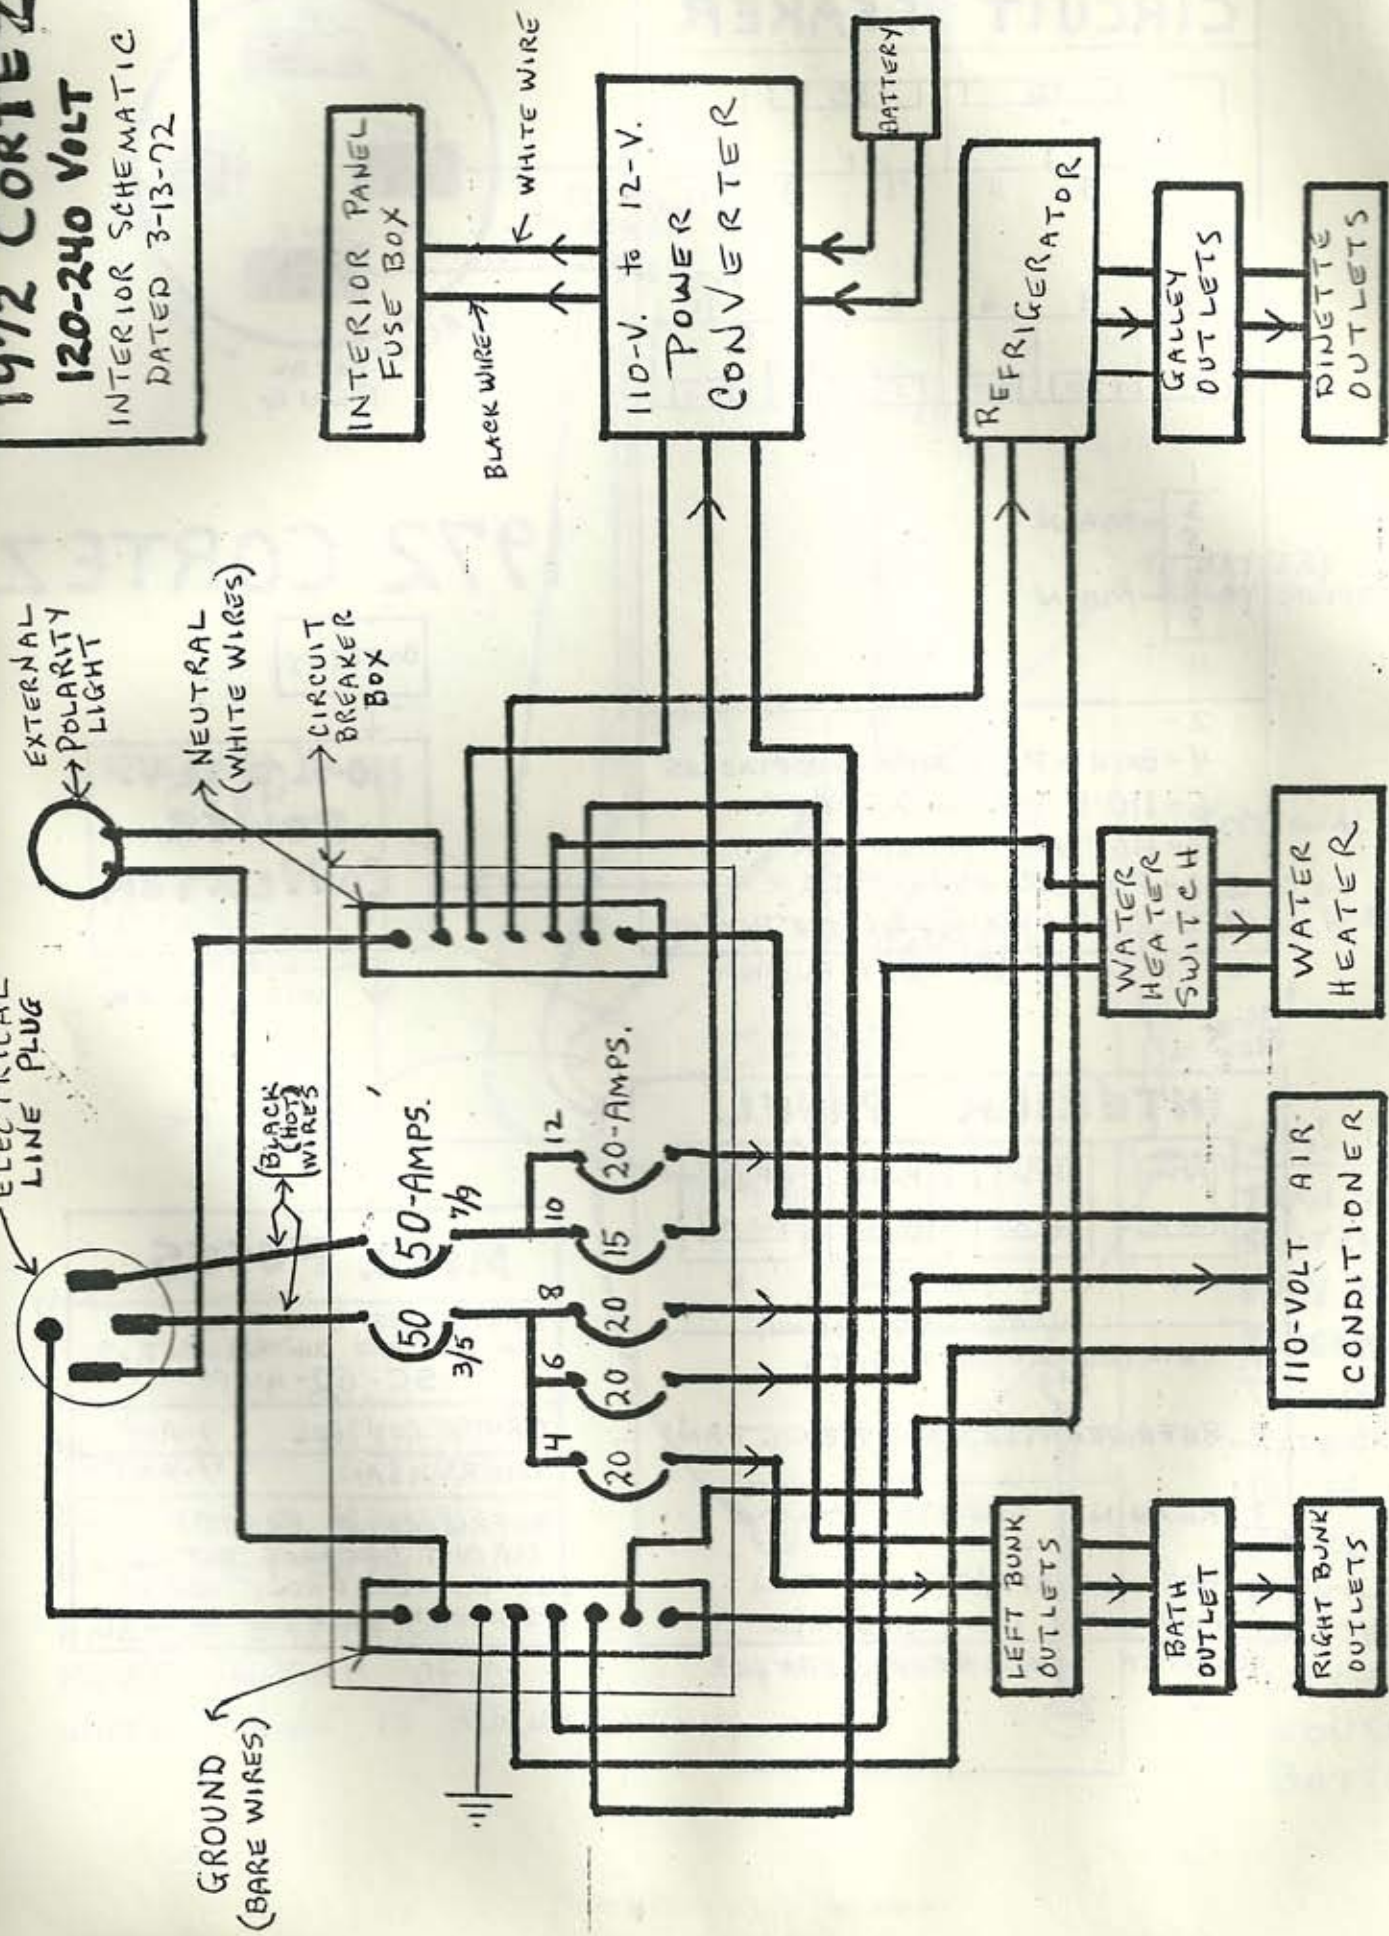 1972 CORTEZ
120-240 VOLT
INTERIOR SCHEMATIC
DATED 3-13-72
EXTERNAL
POLARITY
LIGHT
ELECTRICAL
LINE PLUG
NEUTRAL
(WHITE WIRES)
CIRCUIT
BREAKER
BOX
(BLACK
(HOT)
WIRES)
GROUND
(BARE WIRES)
INTERIOR PANEL
FUSE BOX
BLACK WIRE
WHITE WIRE
110-V. to 12-V.
POWER
CONVERTER
BATTERY
50
3/5
50-AMPS.
7/9
4
6
8
10
12
20
20
20
15
20-AMPS.
REFRIGERATOR
GALLEY
OUTLETS
DINETTE
OUTLETS
WATER
HEATER
SWITCH
WATER
HEATER
110-VOLT AIR
CONDITIONER
LEFT BUNK
OUTLETS
BATH
OUTLET
RIGHT BUNK
OUTLETS
972 CORTEZ